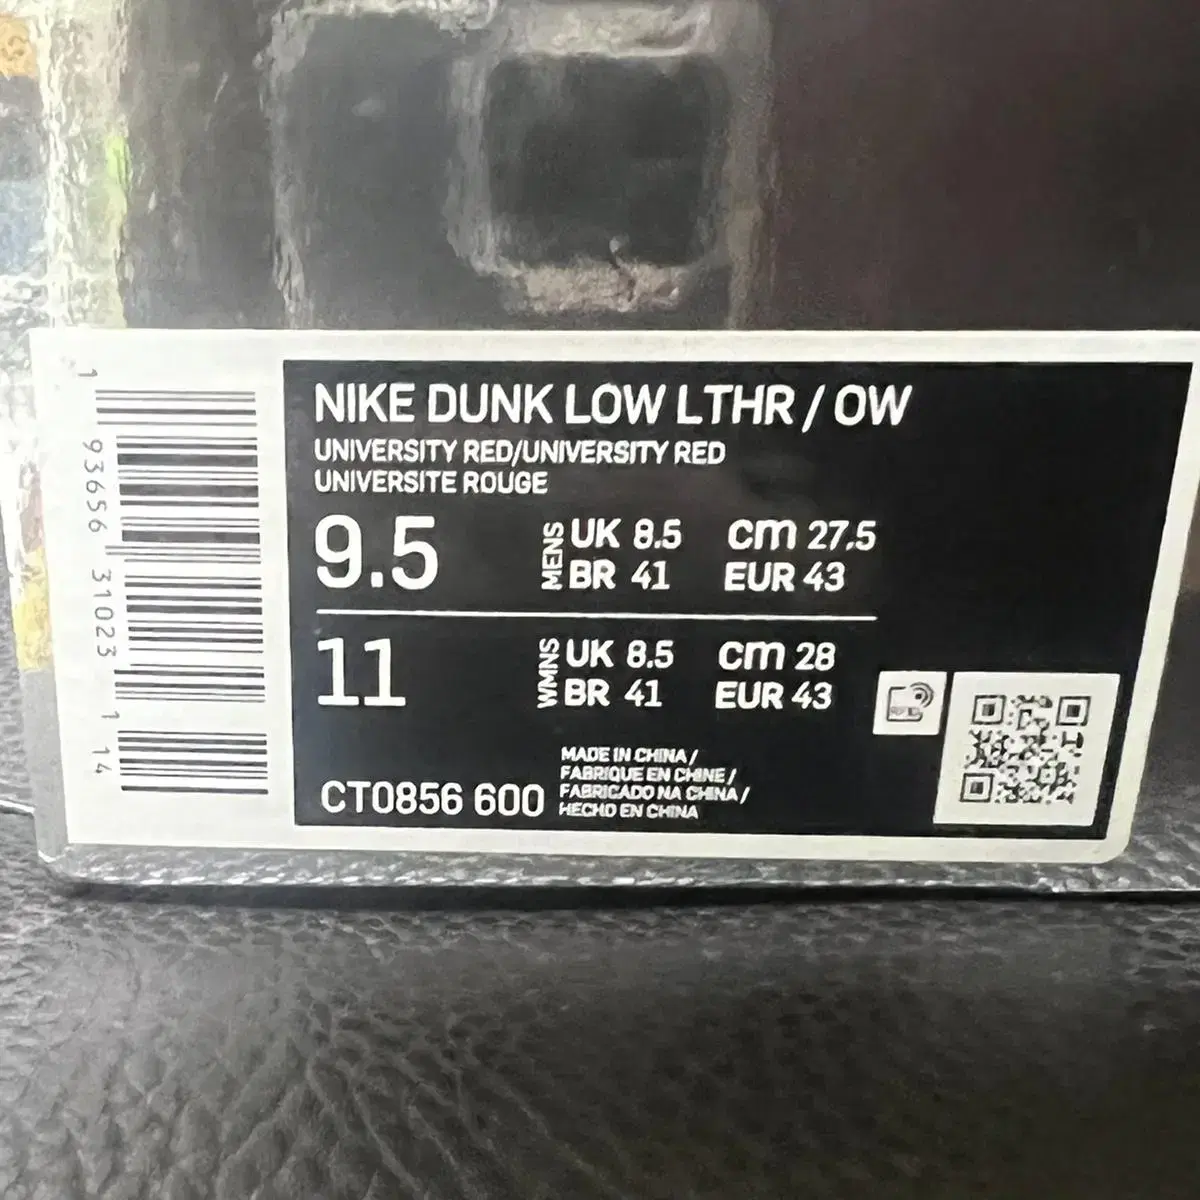 NIKE DUNK LOW LTHR / OW
UNIVERSITY RED/UNIVERSITY RED
UNIVERSITE ROUGE
9.5
MENS
UK 8.5 cm 27.5
BR 41 EUR 43
11
WMNS
UK 8.5 cm 28
BR 41 EUR 43
CT0856 600
MADE IN CHINA /
FABRIQUE EN CHINE /
FABRICADO NA CHINA /
HECHO EN CHINA
1 93656 31023 1 14